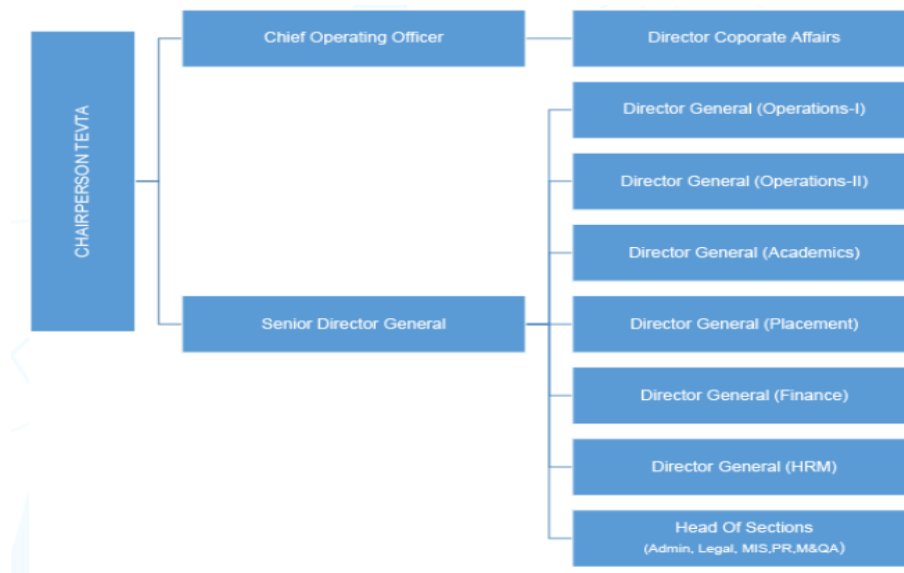 CHAIRPERSON TEVTA
Chief Operating Officer
Director Coporate Affairs
Senior Director General
Director General (Operations-I)
Director General (Operations-II)
Director General (Academics)
Director General (Placement)
Director General (Finance)
Director General (HRM)
Head Of Sections
(Admin, Legal, MIS,PR,M&QA)